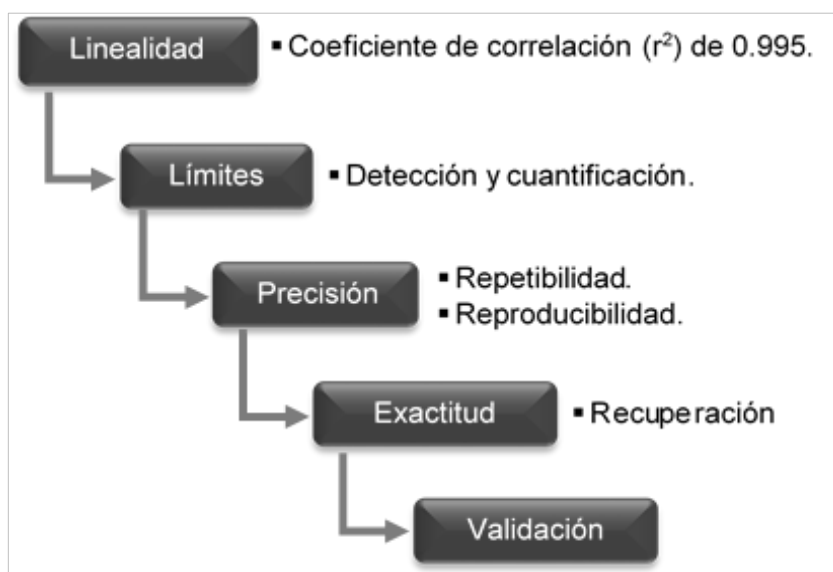 Linealidad
▪ Coeficiente de correlación (r²) de 0.995.
Límites
▪ Detección y cuantificación.
Precisión
▪ Repetibilidad.
▪ Reproducibilidad.
Exactitud
▪ Recuperación
Validación